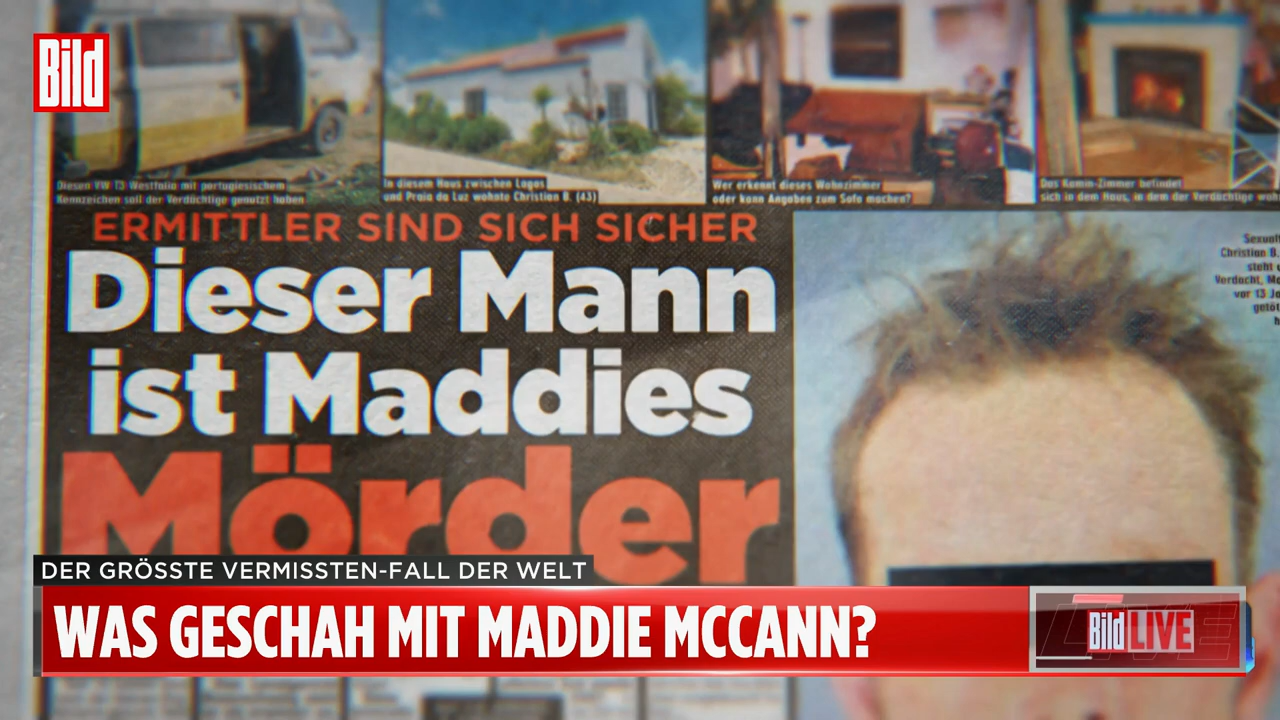 Bild
Diesen VW T3 Westfalia mit portugiesischem
Kennzeichen soll der Verdächtige genutzt haben
In diesem Haus zwischen Lagos
und Praia da Luz wohnte Christian B. (43)
Wer erkennt dieses Wohnzimmer
oder kann Angaben zum Sofa machen?
Das Kamin-Zimmer befindet
sich in dem Haus, in dem der Verdächtige
ERMITTLER SIND SICH SICHER
Dieser Mann
ist Maddies
Mörder
Christian B.
steht
Verdacht,
vor 13
DER GRÖSSTE VERMISSTEN-FALL DER WELT
WAS GESCHAH MIT MADDIE MCCANN?
Bild LIVE